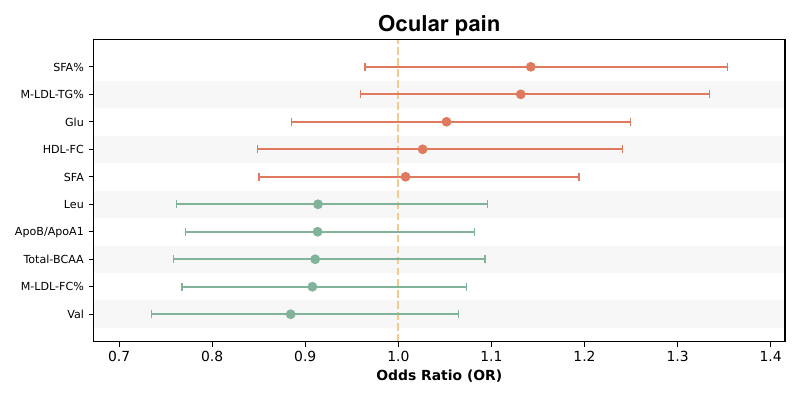 Ocular pain
SFA%
M-LDL-TG%
Glu
HDL-FC
SFA
Leu
ApoB/ApoA1
Total-BCAA
M-LDL-FC%
Val
0.7 0.8 0.9 1.0 1.1 1.2 1.3 1.4
Odds Ratio (OR)